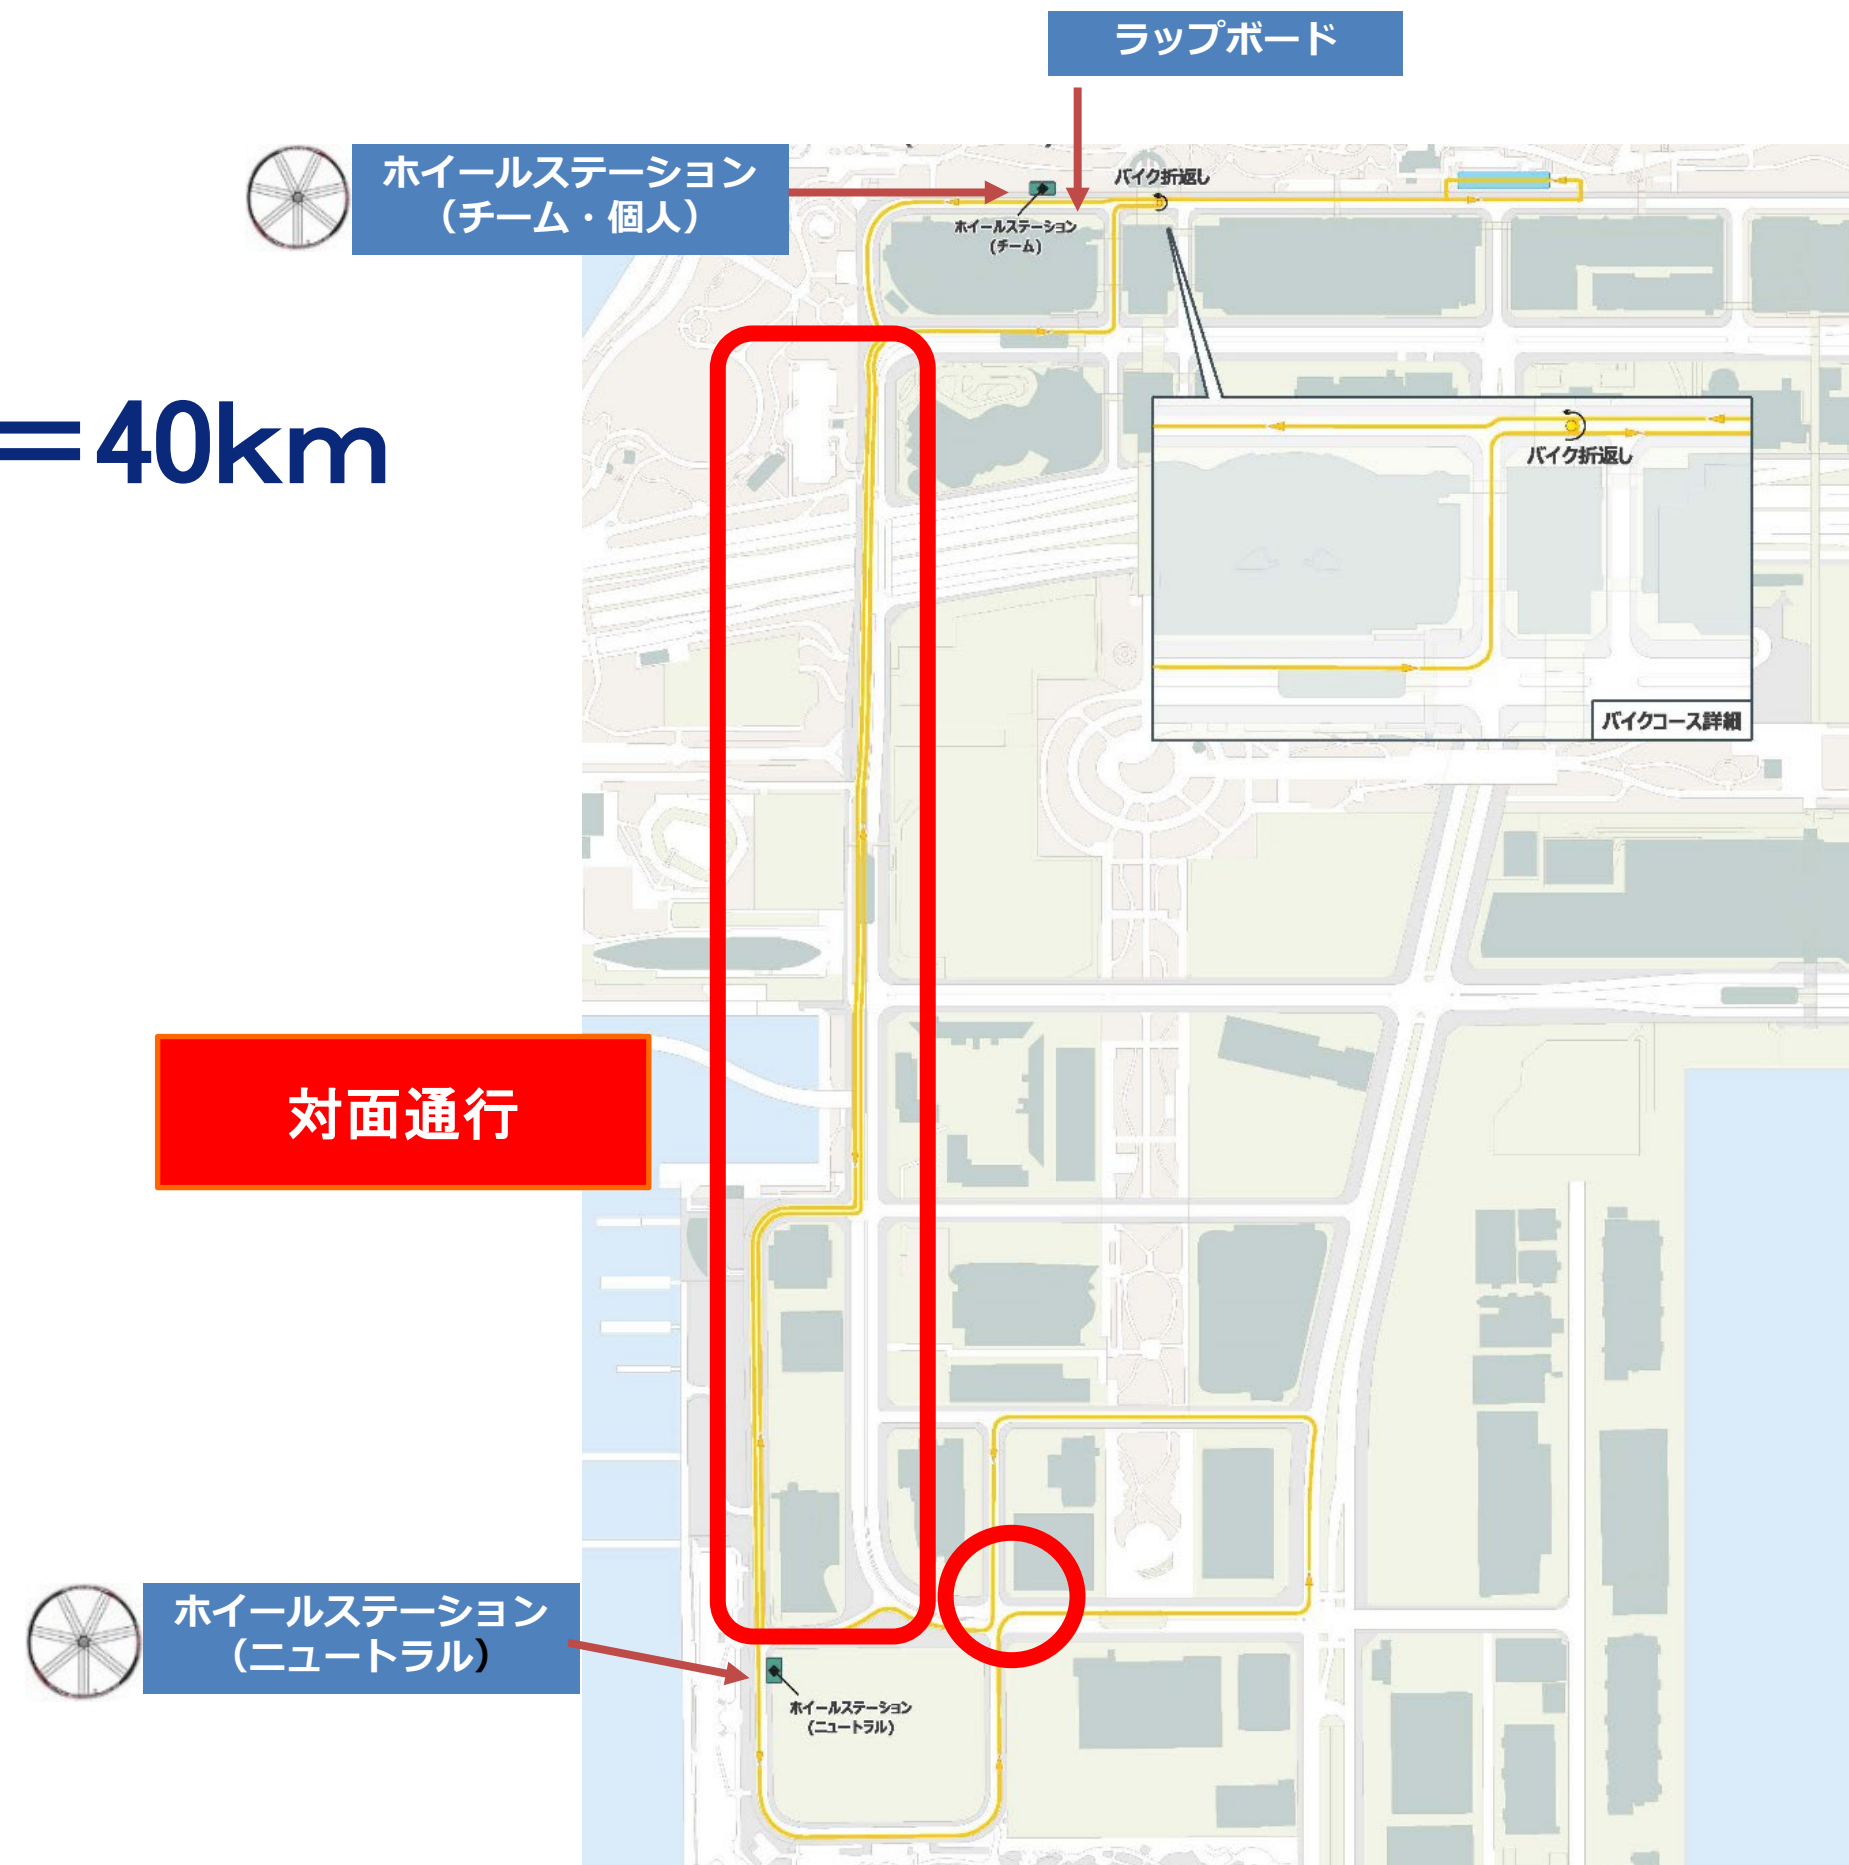 ラップボード
ホイールステーション
（チーム・個人）
バイク折返し
ホイールステーション
(チーム)
＝40km
バイク折返し
バイクコース詳細
対面通行
ホイールステーション
（ニュートラル）
ホイールステーション
(ニュートラル)